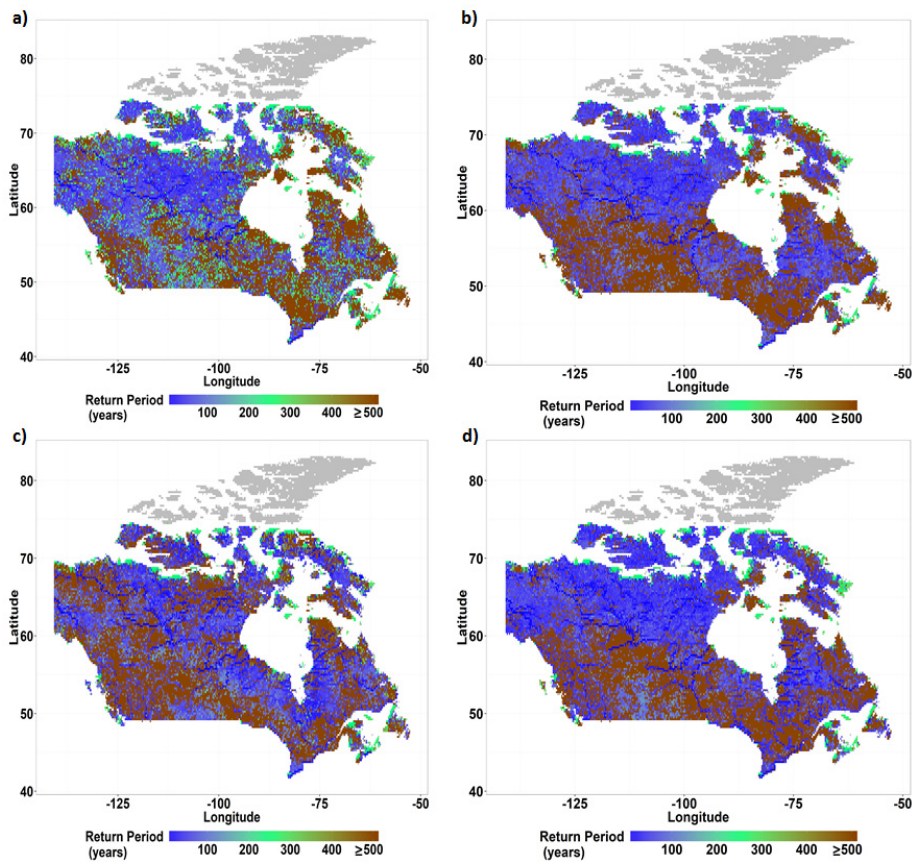 a)
80
70
Latitude
60
50
40
-125 -100 -75 -50
Longitude
Return Period
(years)
100 200 300 400 ≥500
b)
80
70
Latitude
60
50
40
-125 -100 -75 -50
Longitude
Return Period
(years)
100 200 300 400 ≥500
c)
80
70
Latitude
60
50
40
-125 -100 -75 -50
Longitude
Return Period
(years)
100 200 300 400 ≥500
d)
80
70
Latitude
60
50
40
-125 -100 -75 -50
Longitude
Return Period
(years)
100 200 300 400 ≥500